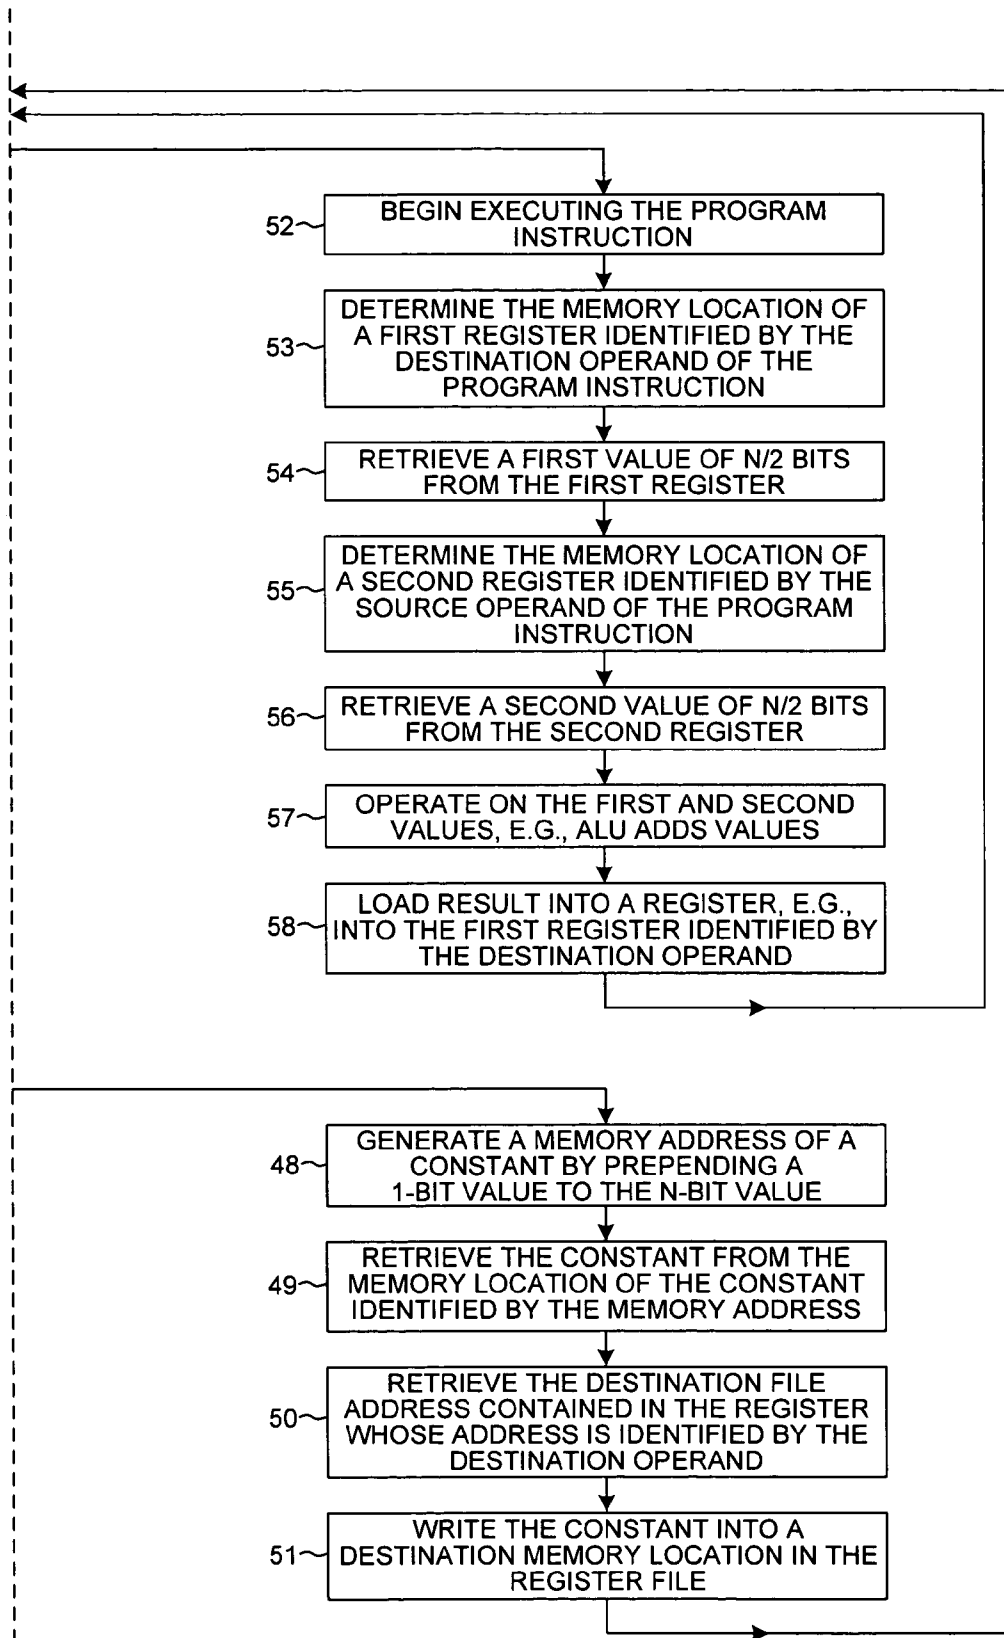 BEGIN EXECUTING THE PROGRAM
52
INSTRUCTION
DETERMINE THE MEMORY LOCATION OF
A FIRST REGISTER IDENTIFIED BY THE
53
DESTINATION OPERAND OF THE
PROGRAM INSTRUCTION
RETRIEVE A FIRST VALUE OF N/2 BITS
54
FROM THE FIRST REGISTER
DETERMINE THE MEMORY LOCATION OF
A SECOND REGISTER IDENTIFIED BY THE
55
SOURCE OPERAND OF THE PROGRAM
INSTRUCTION
RETRIEVE A SECOND VALUE OF N/2 BITS
56
FROM THE SECOND REGISTER
OPERATE ON THE FIRST AND SECOND
57
VALUES, E.G., ALU ADDS VALUES
LOAD RESULT INTO A REGISTER, E.G.,
58
INTO THE FIRST REGISTER IDENTIFIED BY
THE DESTINATION OPERAND
GENERATE A MEMORY ADDRESS OF A
48
CONSTANT BY PREPENDING A
1-BIT VALUE TO THE N-BIT VALUE
RETRIEVE THE CONSTANT FROM THE
49
MEMORY LOCATION OF THE CONSTANT
IDENTIFIED BY THE MEMORY ADDRESS
RETRIEVE THE DESTINATION FILE
50
ADDRESS CONTAINED IN THE REGISTER
WHOSE ADDRESS IS IDENTIFIED BY THE
DESTINATION OPERAND
WRITE THE CONSTANT INTO A
51
DESTINATION MEMORY LOCATION IN THE
REGISTER FILE